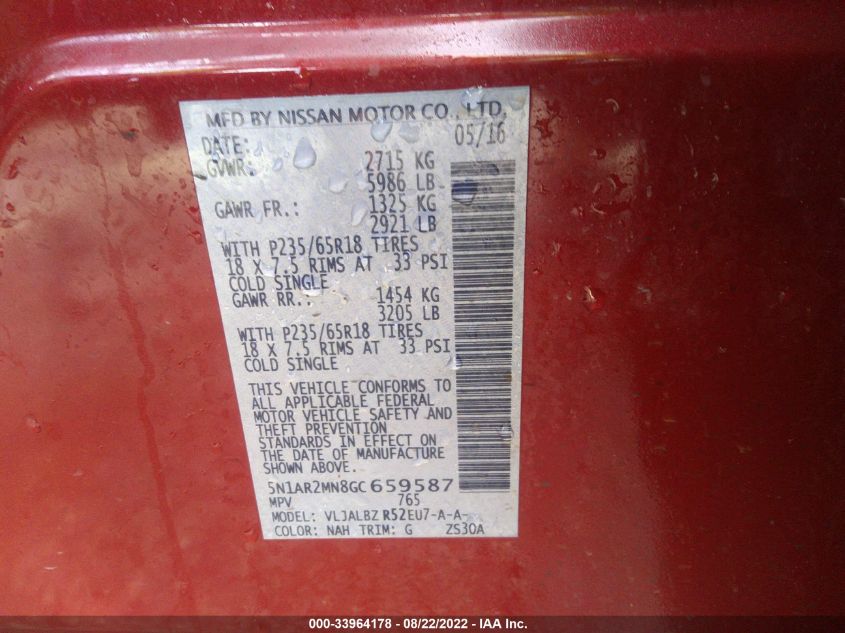 MFD BY NISSAN MOTOR CO., LTD.
DATE: 05/16
GVWR: 2715 KG
5986 LB
GAWR FR.: 1325 KG
2921 LB
WITH P235/65R18 TIRES
18 X 7.5 RIMS AT 33 PSI
COLD SINGLE
GAWR RR.: 1454 KG
3205 LB
WITH P235/65R18 TIRES
18 X 7.5 RIMS AT 33 PSI
COLD SINGLE
THIS VEHICLE CONFORMS TO
ALL APPLICABLE FEDERAL
MOTOR VEHICLE SAFETY AND
THEFT PREVENTION
STANDARDS IN EFFECT ON
THE DATE OF MANUFACTURE
SHOWN ABOVE.
5N1AR2MN8GC659587
MPV 765
MODEL: VLJALBZ R52EU7-A-A-
COLOR: NAH TRIM: G ZS30A
000-33964178 - 08/22/2022 - IAA Inc.